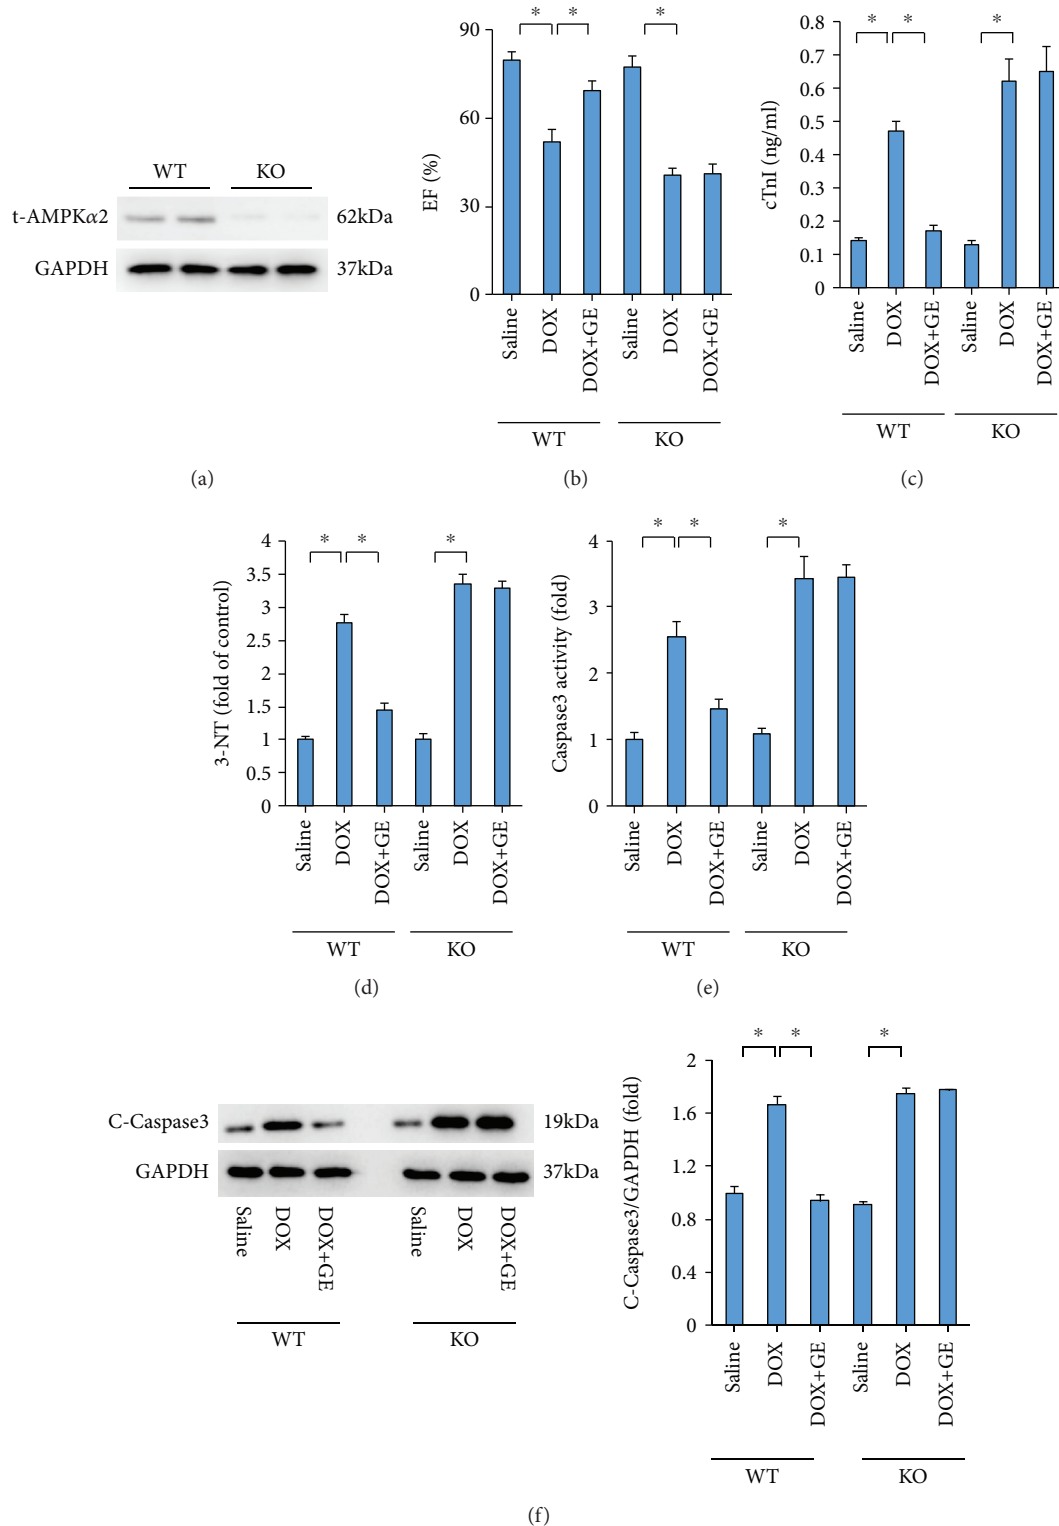 WT KO
t-AMPKα2 62kDa
GAPDH 37kDa
(a)
* * *
EF (%)
90
60
30
0
Saline DOX DOX+GE Saline DOX DOX+GE
WT KO
(b)
* * *
cTnI (ng/ml)
0.8
0.7
0.6
0.5
0.4
0.3
0.2
0.1
0
Saline DOX DOX+GE Saline DOX DOX+GE
WT KO
(c)
* * *
3-NT (fold of control)
4
3.5
3
2.5
2
1.5
1
0.5
0
Saline DOX DOX+GE Saline DOX DOX+GE
WT KO
(d)
* * *
Caspase3 activity (fold)
4
3
2
1
0
Saline DOX DOX+GE Saline DOX DOX+GE
WT KO
(e)
C-Caspase3 19kDa
GAPDH 37kDa
Saline DOX DOX+GE Saline DOX DOX+GE
WT KO
* * *
C-Caspase3/GAPDH (fold)
2
1.6
1.2
0.8
0.4
0
Saline DOX DOX+GE Saline DOX DOX+GE
WT KO
(f)